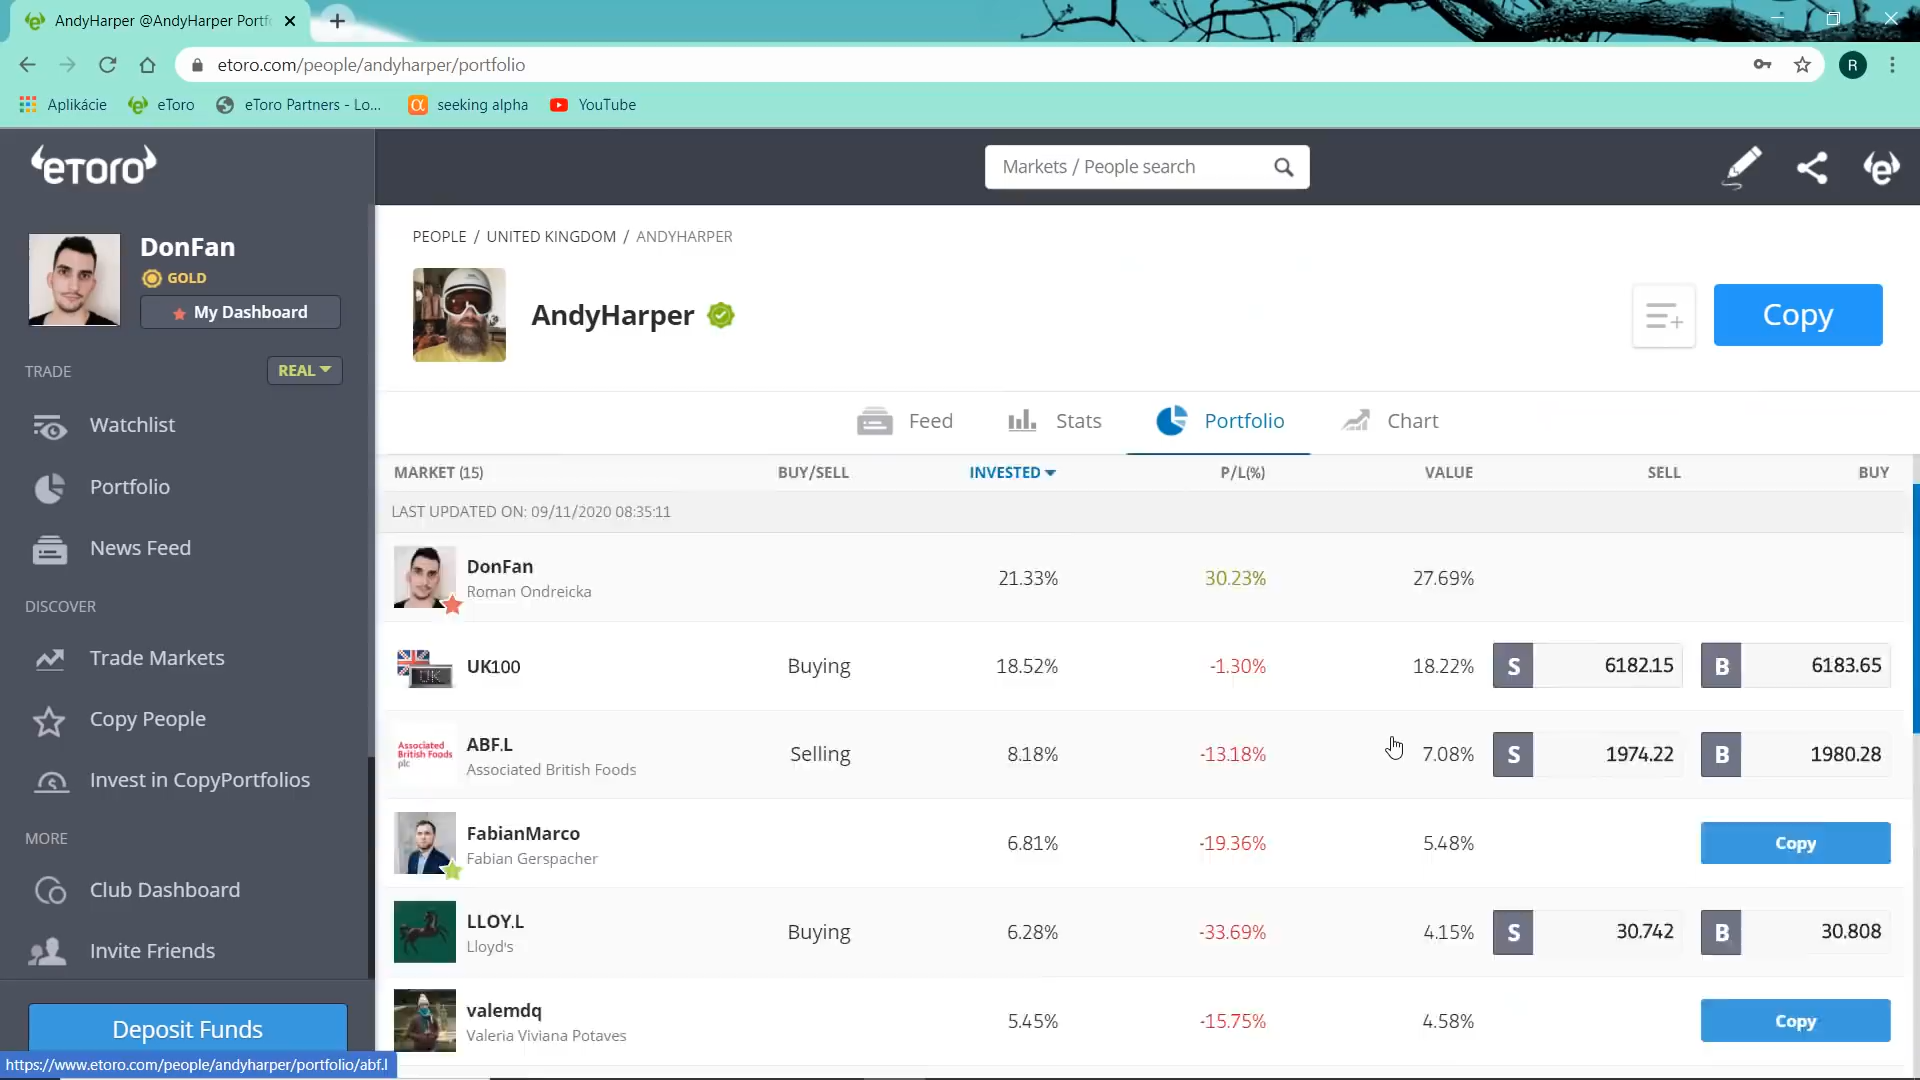 AndyHarper @AndyHarper Portf
etoro.com/people/andyharper/portfolio
R
Aplikácie
eToro
eToro Partners - Lo...
seeking alpha
YouTube
eTORO
Markets / People search
DonFan
GOLD
My Dashboard
TRADE
REAL
Watchlist
Portfolio
News Feed
DISCOVER
Trade Markets
Copy People
Invest in CopyPortfolios
MORE
Club Dashboard
Invite Friends
Deposit Funds
https://www.etoro.com/people/andyharper/portfolio/abf.l
PEOPLE / UNITED KINGDOM / ANDYHARPER
AndyHarper
Copy
Feed
Stats
Portfolio
Chart
MARKET (15) BUY/SELL INVESTED P/L(%) VALUE SELL BUY
LAST UPDATED ON: 09/11/2020 08:35:11
DonFan
Roman Ondreicka
21.33% 30.23% 27.69%
UK
UK100 Buying 18.52% -1.30% 18.22% S 6182.15 B 6183.65
Associated
British Foods
plc
ABF.L
Associated British Foods
Selling 8.18% -13.18% 7.08% S 1974.22 B 1980.28
FabianMarco
Fabian Gerspacher
6.81% -19.36% 5.48% Copy
LLOY.L
Lloyd's
Buying 6.28% -33.69% 4.15% S 30.742 B 30.808
valemdq
Valeria Viviana Potaves
5.45% -15.75% 4.58% Copy